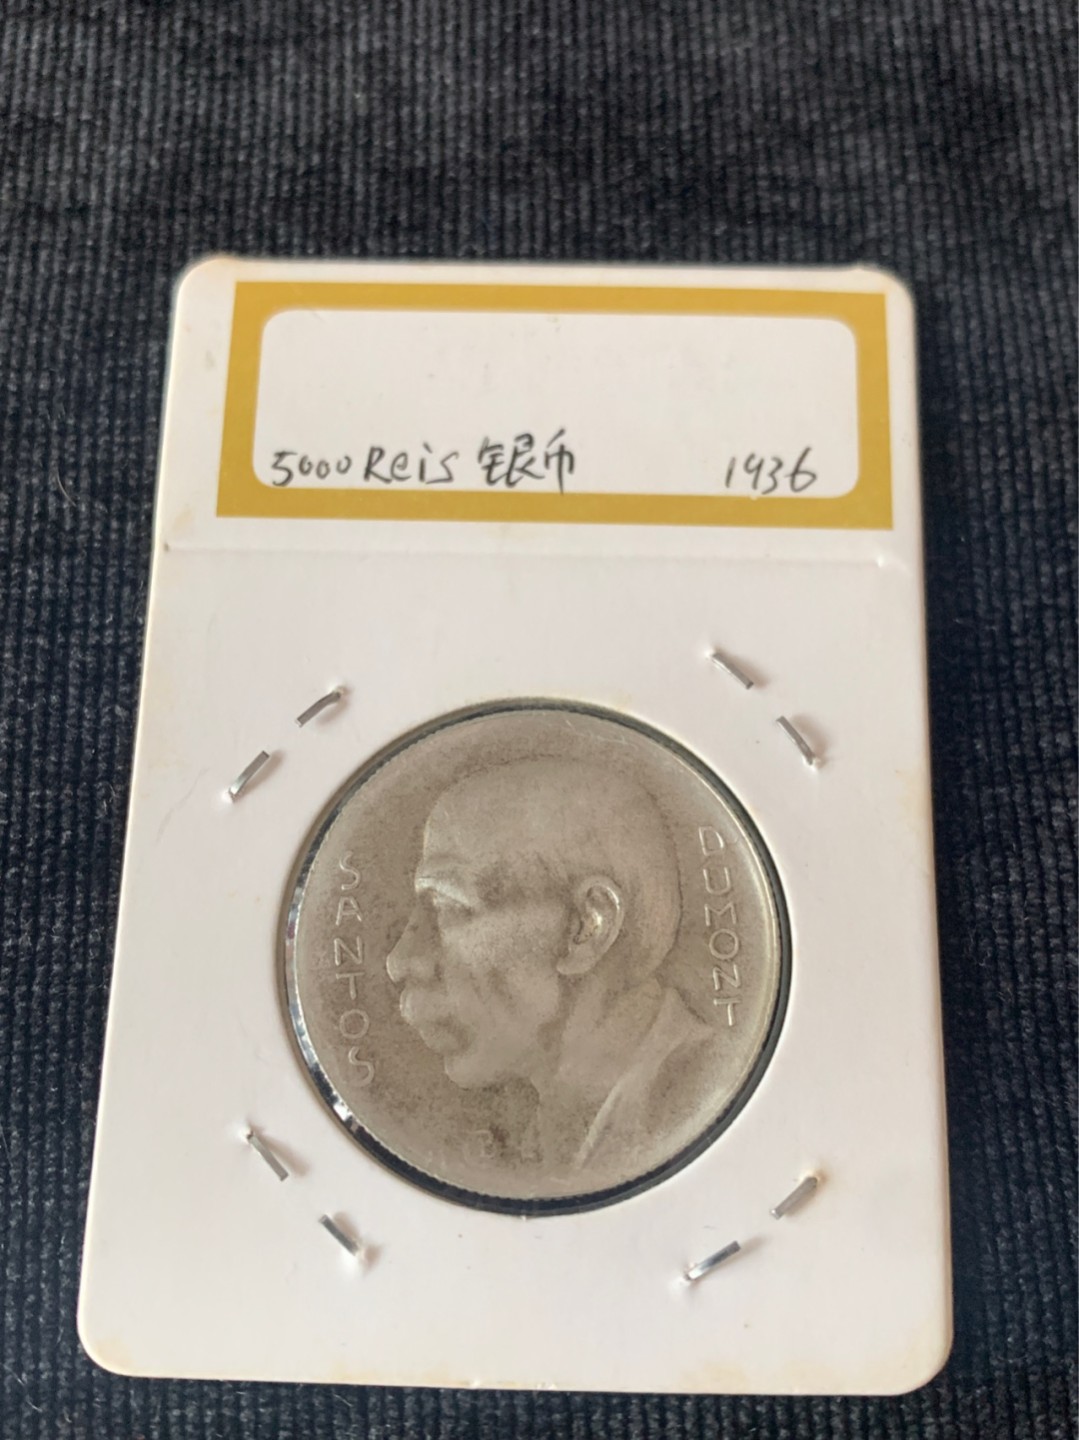 5000 Reis 银币 1936
SANTOS
DUMONT